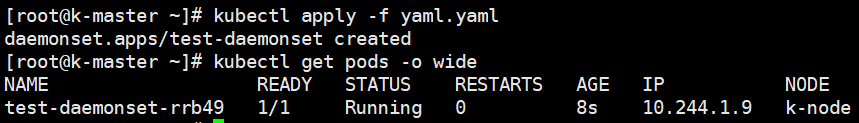 [root@k-master ~]# kubectl apply -f yaml.yaml
daemonset.apps/test-daemonset created
[root@k-master ~]# kubectl get pods -o wide
NAME READY STATUS RESTARTS AGE IP NODE
test-daemonset-rrb49 1/1 Running 0 8s 10.244.1.9 k-node